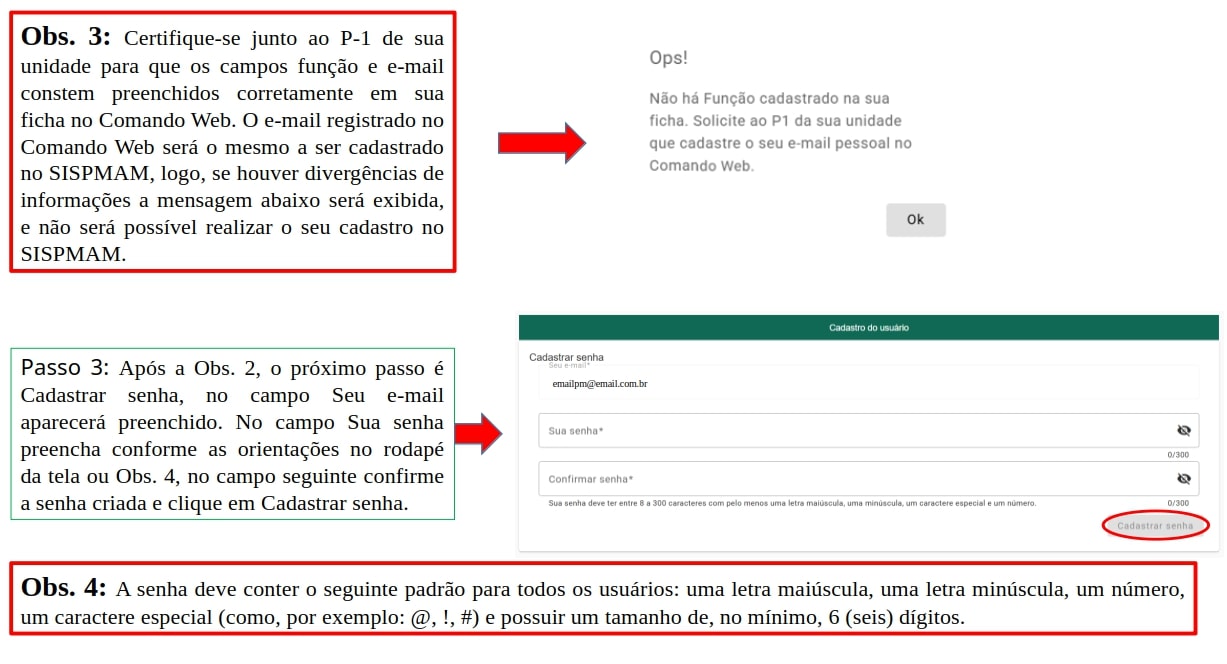 Obs. 3: Certifique-se junto ao P-1 de sua
unidade para que os campos função e e-mail
constem preenchidos corretamente em sua
ficha no Comando Web. O e-mail registrado no
Comando Web será o mesmo a ser cadastrado
no SISPMAM, logo, se houver divergências de
informações a mensagem abaixo será exibida,
e não será possível realizar o seu cadastro no
SISPMAM.
Ops!
Não há Função cadastrado na sua
ficha. Solicite ao P1 da sua unidade
que cadastre o seu e-mail pessoal no
Comando Web.
Ok
Passo 3: Após a Obs. 2, o próximo passo é
Cadastrar senha, no campo Seu e-mail
aparecerá preenchido. No campo Sua senha
preencha conforme as orientações no rodapé
da tela ou Obs. 4, no campo seguinte confirme
a senha criada e clique em Cadastrar senha.
Cadastro do usuário
Cadastrar senha
Seu e-mail*
emailpm@email.com.br
Sua senha*
0/300
Confirmar senha*
Sua senha deve ter entre 8 a 300 caracteres com pelo menos uma letra maiúscula, uma minúscula, um caractere especial e um número.
0/300
Cadastrar senha
Obs. 4: A senha deve conter o seguinte padrão para todos os usuários: uma letra maiúscula, uma letra minúscula, um número,
um caractere especial (como, por exemplo: @, !, #) e possuir um tamanho de, no mínimo, 6 (seis) dígitos.